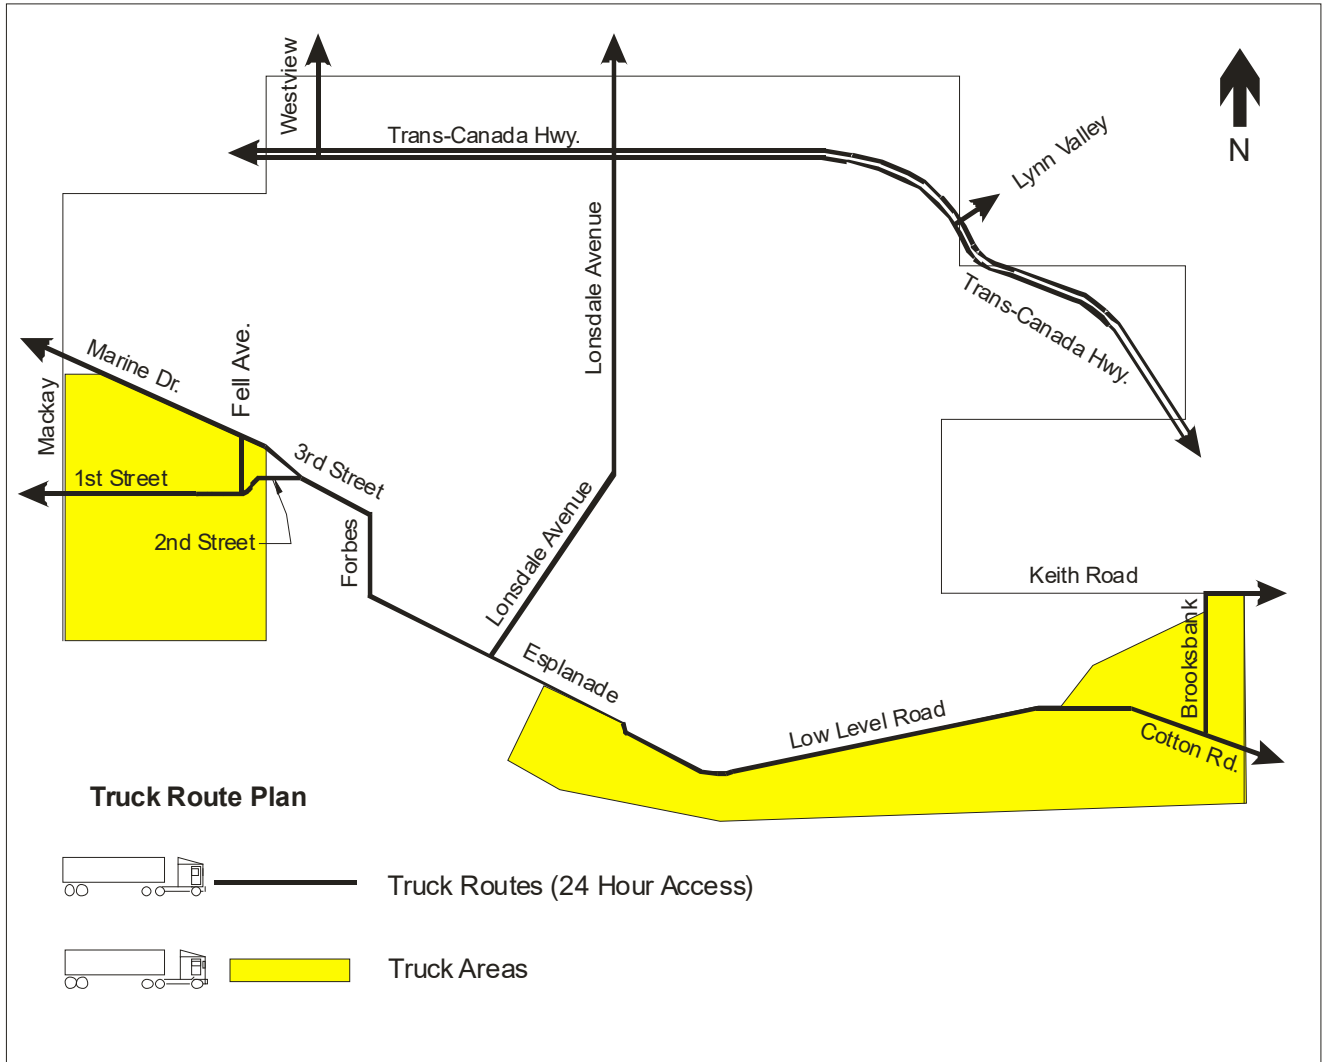 Westview
Trans-Canada Hwy.
Lynn Valley
N
Lonsdale Avenue
Trans-Canada Hwy.
Marine Dr.
Fell Ave.
Mackay
3rd Street
1st Street
2nd Street
Forbes
Lonsdale Avenue
Keith Road
Brooksbank
Esplanade
Low Level Road
Cotton Rd.
Truck Route Plan
Truck Routes (24 Hour Access)
Truck Areas